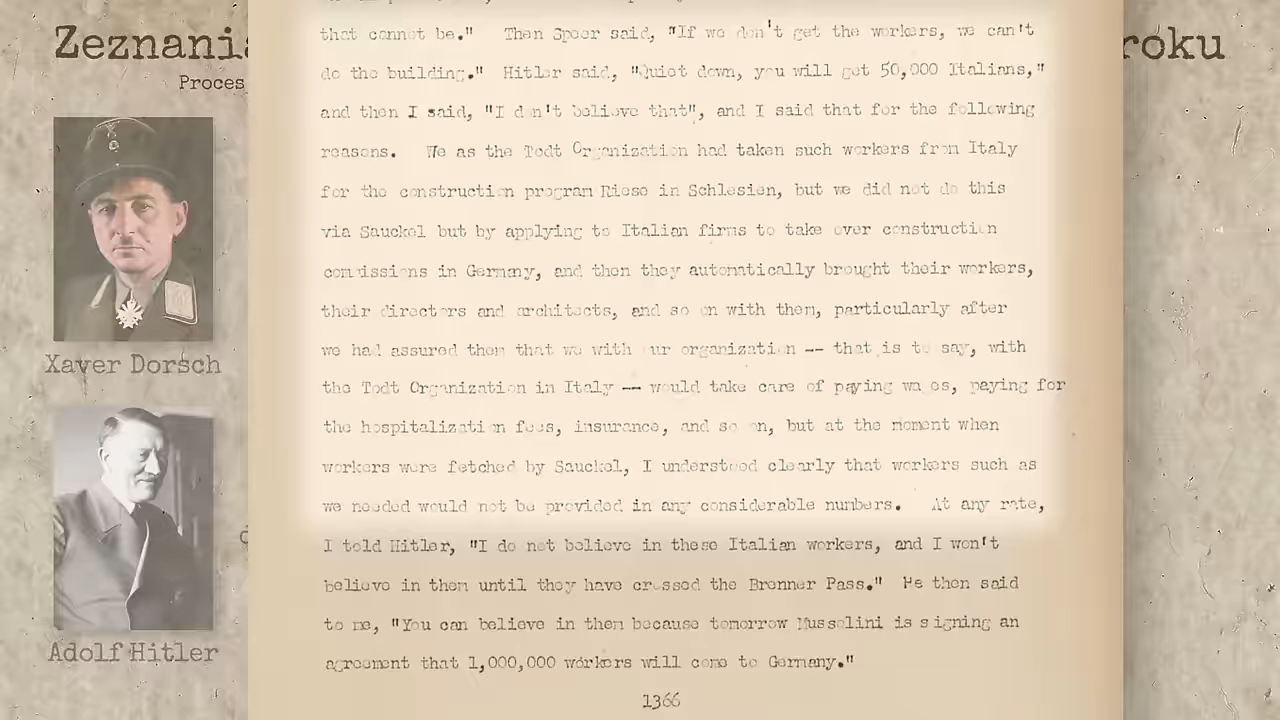 Zeznania
roku
Proces
that cannot be." Then Speer said, "If we don't get the workers, we can't
do the building." Hitler said, "Quiet down, you will get 50,000 Italians,"
and then I said, "I don't believe that", and I said that for the following
reasons. We as the Todt Organization had taken such workers from Italy
for the construction program Riese in Schlesien, but we did not do this
via Sauckel but by applying to Italian firms to take over construction
commissions in Germany, and then they automatically brought their workers,
their directors and architects, and so on with them, particularly after
we had assured them that we with our organization -- that is to say, with
the Todt Organization in Italy -- would take care of paying wages, paying for
the hospitalization fees, insurance, and so on, but at the moment when
workers were fetched by Sauckel, I understood clearly that workers such as
we needed would not be provided in any considerable numbers. At any rate,
I told Hitler, "I do not believe in these Italian workers, and I won't
believe in them until they have crossed the Brenner Pass." He then said
to me, "You can believe in them because tomorrow Mussolini is signing an
agreement that 1,000,000 workers will come to Germany."
1366
Xaver Dorsch
Adolf Hitler